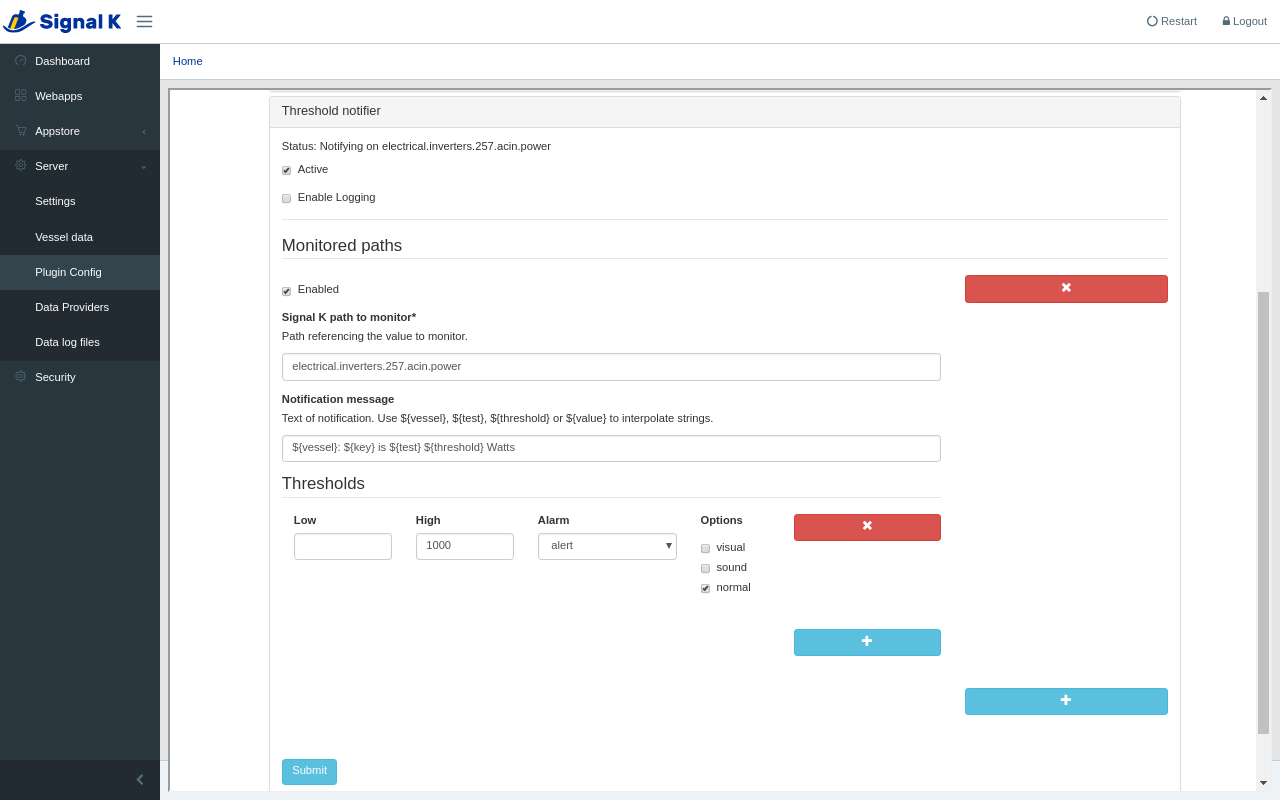 Signal K
Restart
Logout
Dashboard
Webapps
Appstore
Server
Settings
Vessel data
Plugin Config
Data Providers
Data log files
Security
Home
Threshold notifier
Status: Notifying on electrical.inverters.257.acin.power
Active
Enable Logging
Monitored paths
Enabled
Signal K path to monitor*
Path referencing the value to monitor.
electrical.inverters.257.acin.power
Notification message
Text of notification. Use ${vessel}, ${test}, ${threshold} or ${value} to interpolate strings.
${vessel}: ${key} is ${test} ${threshold} Watts
Thresholds
Low High Alarm Options
1000 alert
visual
sound
normal
Submit